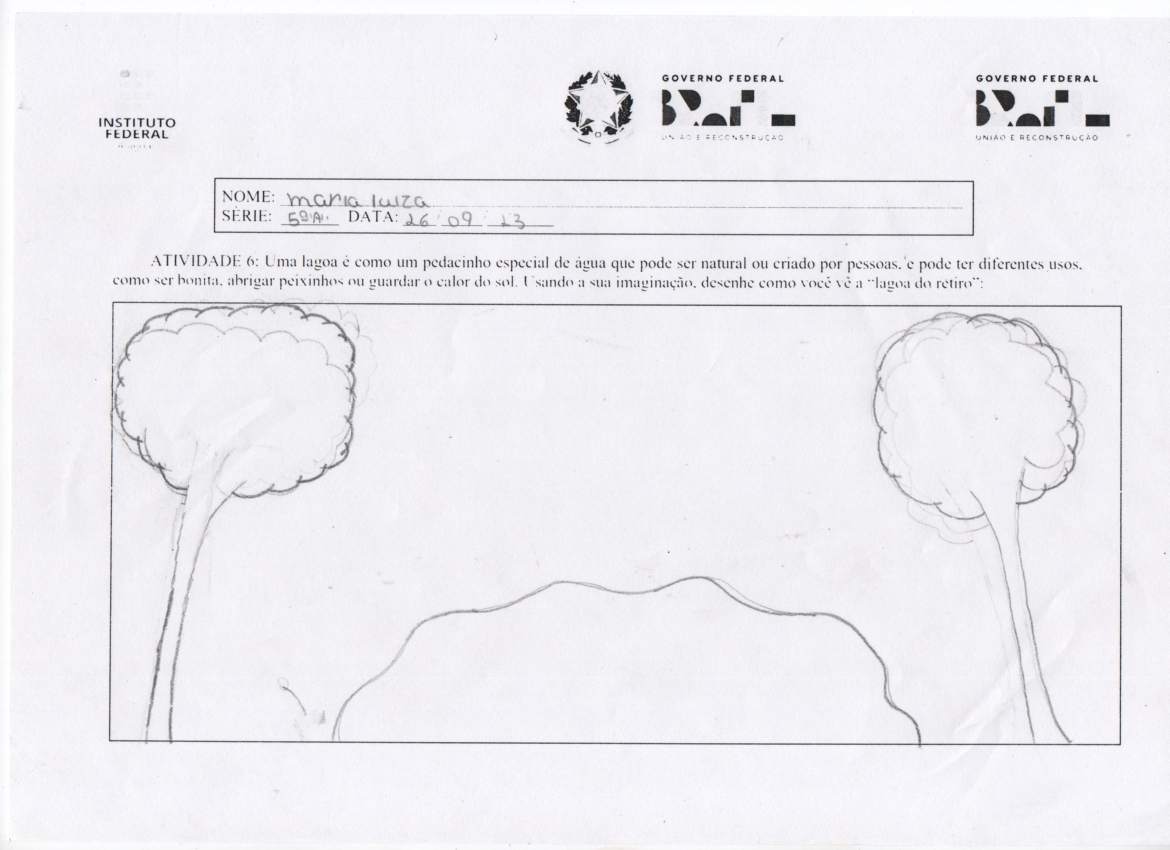 INSTITUTO
FEDERAL
GOVERNO FEDERAL
BRASIL
UNIÃO E RECONSTRUÇÃO
GOVERNO FEDERAL
BRASIL
UNIÃO E RECONSTRUÇÃO
NOME: maria luiza
SÉRIE: 5º A. DATA: 26 09 23
ATIVIDADE 6: Uma lagoa é como um pedacinho especial de água que pode ser natural ou criado por pessoas, e pode ter diferentes usos,
como ser bonita, abrigar peixinhos ou guardar o calor do sol. Usando a sua imaginação, desenhe como você vê a “lagoa do retiro”: